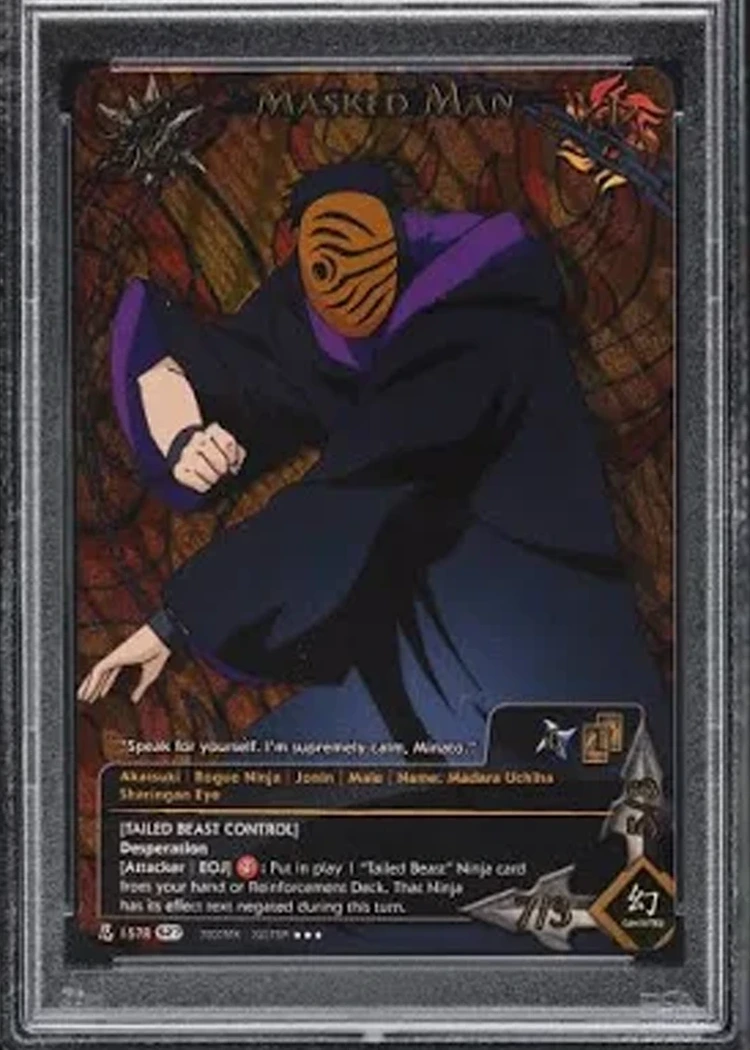 MASKED MAN
"Speak for yourself. I'm supremely calm, Minato."
Akatsuki | Rogue Ninja | Jonin | Male | Name: Madara Uchiha
Sharingan Eye
[TAILED BEAST CONTROL]
Desperation
[Attacker | EOJ] : Put in play 1 "Tailed Beast" Ninja card
from your hand or Reinforcement Deck. That Ninja
has its effect text negated during this turn.
7/3
幻
1578